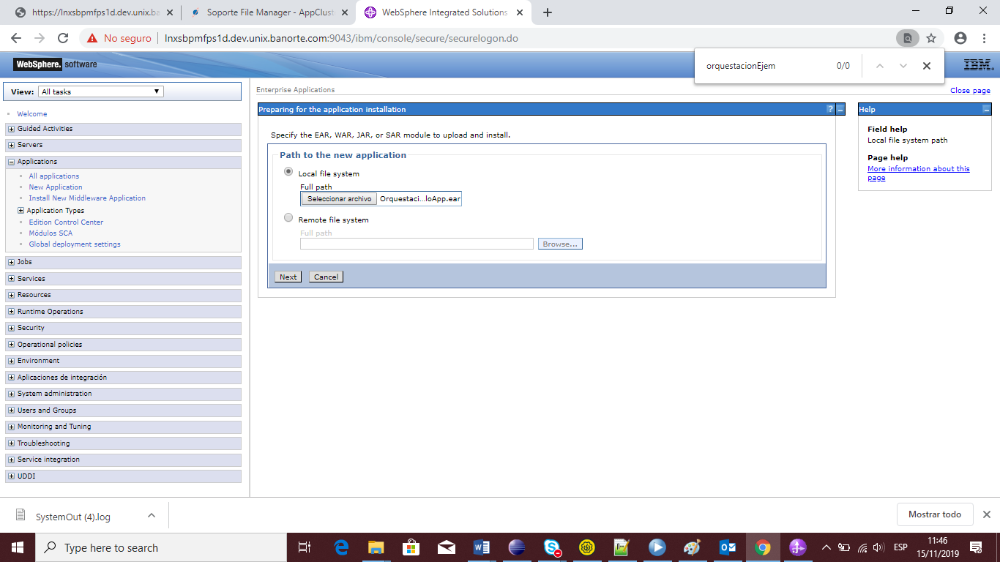 https://lnxsbpmfps1d.dev.unix.ba
Soporte File Manager - AppClust
WebSphere Integrated Solutions
No seguro
lnxsbpmfps1d.dev.unix.banorte.com:9043/ibm/console/secure/securelogon.do
orquestacionEjem 0/0
WebSphere. software
IBM.
View: All tasks
Welcome
Guided Activities
Servers
Applications
All applications
New Application
Install New Middleware Application
Application Types
Edition Control Center
Módulos SCA
Global deployment settings
Jobs
Services
Resources
Runtime Operations
Security
Operational policies
Environment
Aplicaciones de integración
System administration
Users and Groups
Monitoring and Tuning
Troubleshooting
Service integration
UDDI
Enterprise Applications
Close page
Preparing for the application installation
?
Specify the EAR, WAR, JAR, or SAR module to upload and install.
Path to the new application
Local file system
Full path
Seleccionar archivo Orquestaci...loApp.ear
Remote file system
Full path
Browse...
Next Cancel
Help
Field help
Local file system path
Page help
More information about this
page
SystemOut (4).log
Mostrar todo
Type here to search
ESP
11:46
15/11/2019